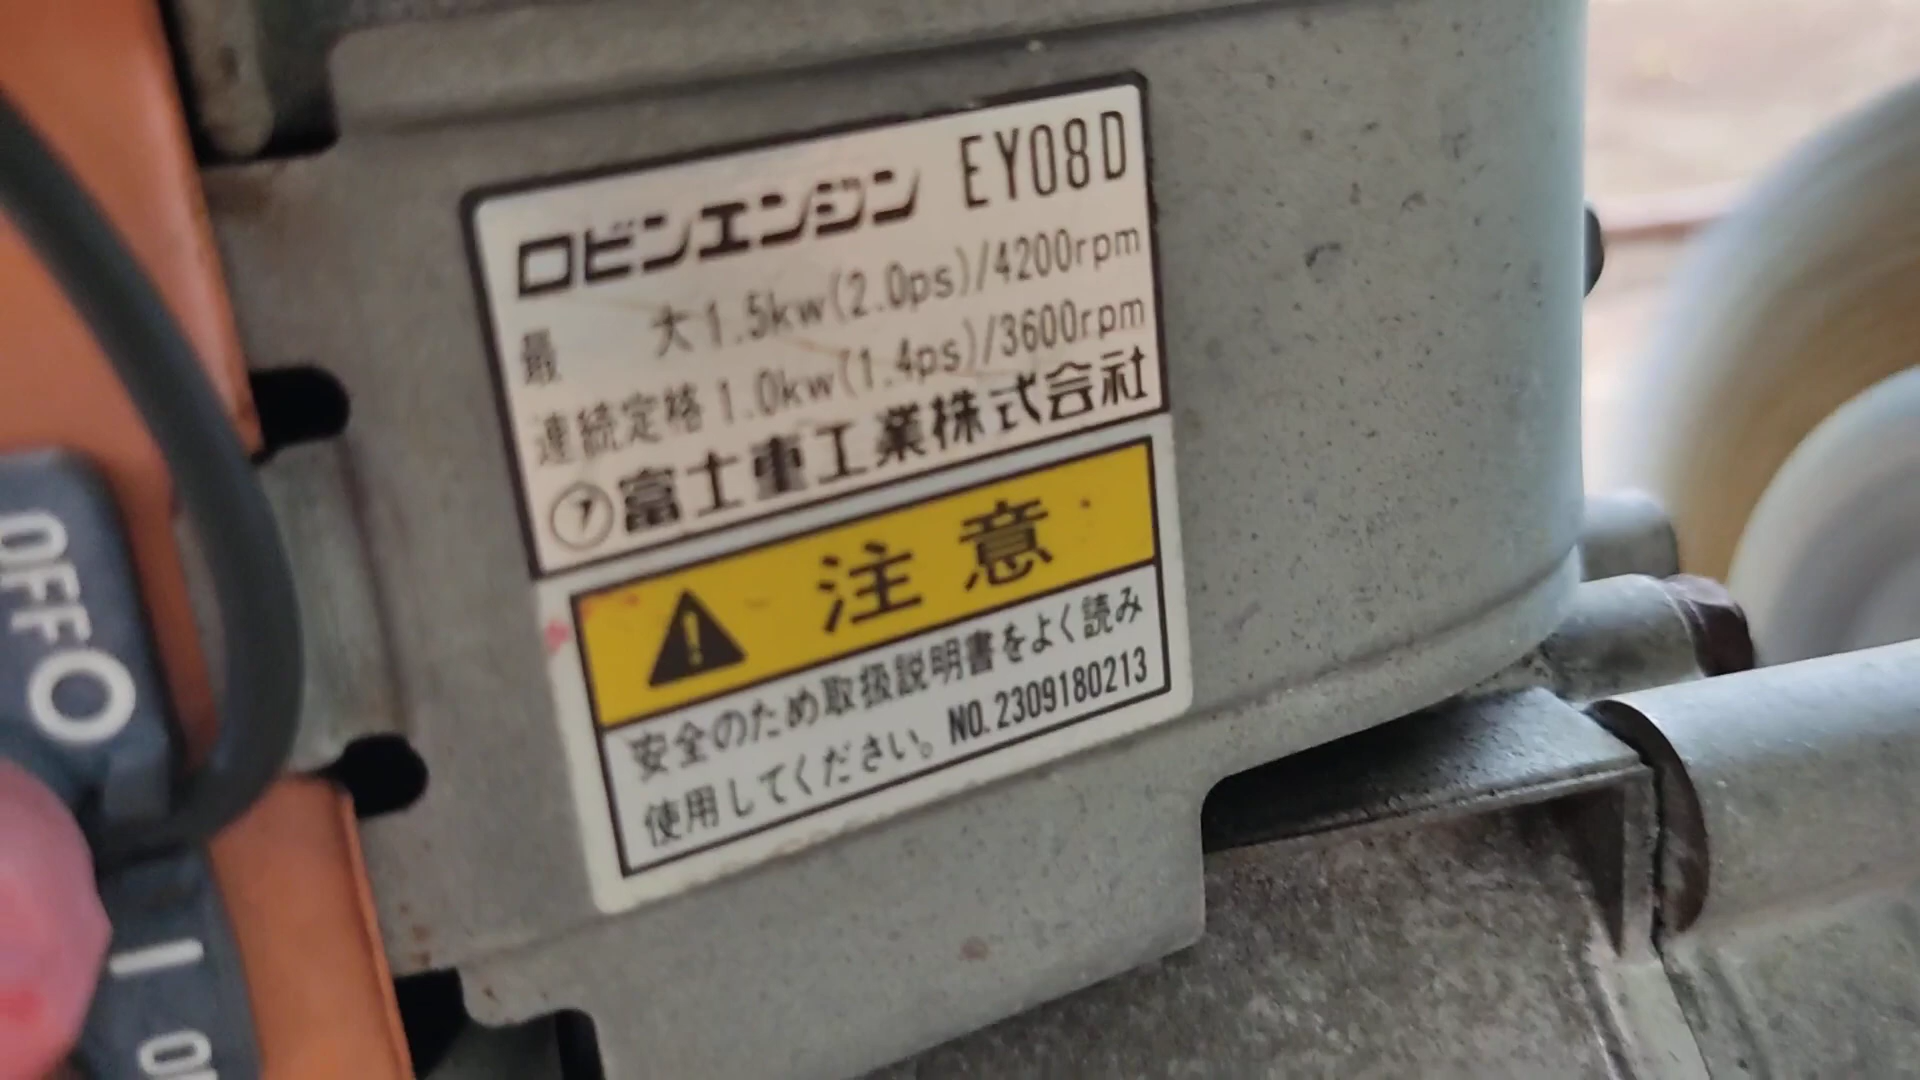 ロビンエンジン EY08D
最 大 1.5kw(2.0ps)/4200rpm
連続定格 1.0kw(1.4ps)/3600rpm
ア 富士重工業株式会社
注意
安全のため取扱説明書をよく読み
使用してください。 NO.2309180213
OFF